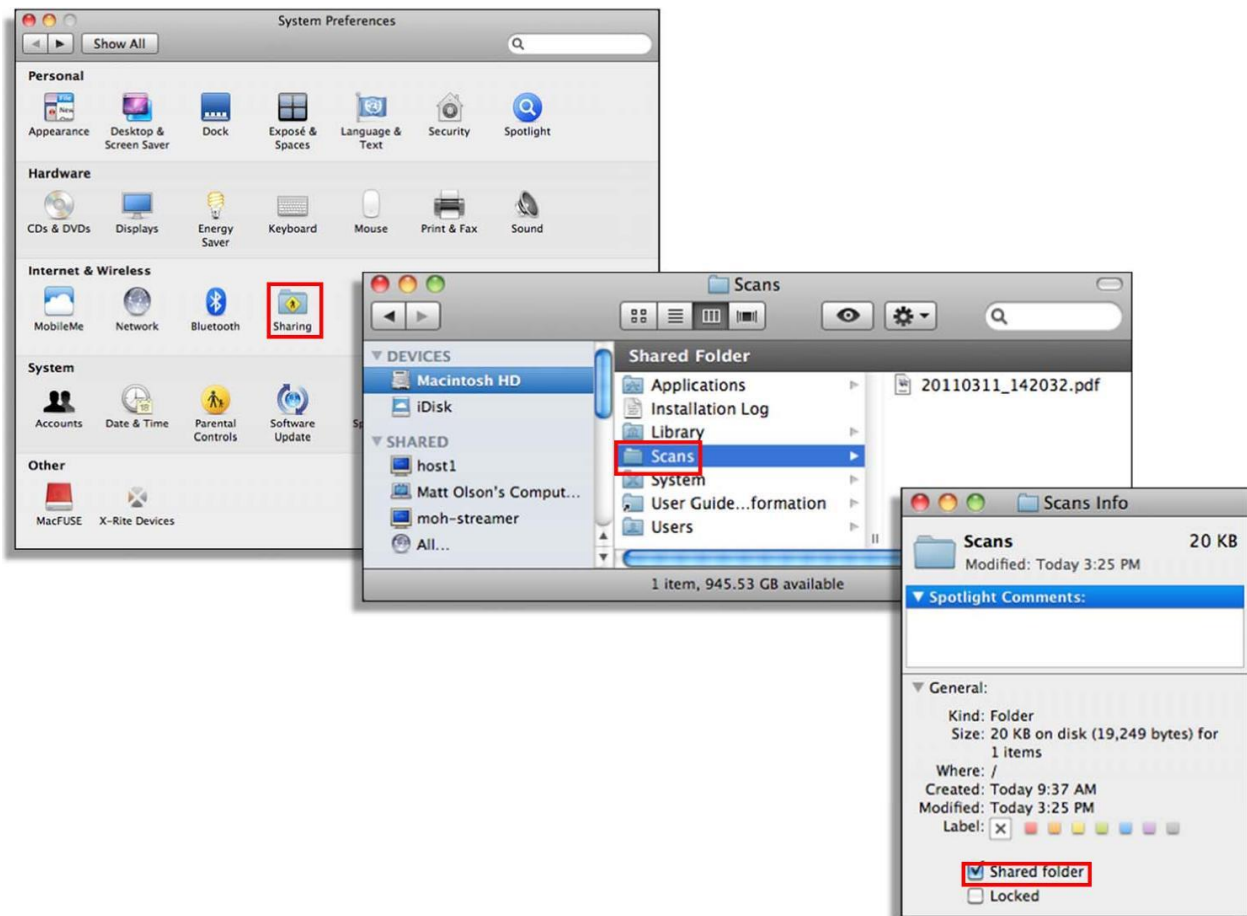 System Preferences
Show All
Personal
Appearance Desktop & Screen Saver Dock Exposé & Spaces Language & Text Security Spotlight
Hardware
CDs & DVDs Displays Energy Saver Keyboard Mouse Print & Fax Sound
Internet & Wireless
MobileMe Network Bluetooth Sharing
System
Accounts Date & Time Parental Controls Software Update Sp
Other
MacFUSE X-Rite Devices
Scans
DEVICES
Macintosh HD
iDisk
SHARED
host1
Matt Olson's Comput...
moh-streamer
All...
Shared Folder
Applications
Installation Log
Library
Scans
System
User Guide...formation
Users
20110311_142032.pdf
1 item, 945.53 GB available
Scans Info
Scans 20 KB
Modified: Today 3:25 PM
Spotlight Comments:
General:
Kind: Folder
Size: 20 KB on disk (19,249 bytes) for
1 items
Where: /
Created: Today 9:37 AM
Modified: Today 3:25 PM
Label:
Shared folder
Locked